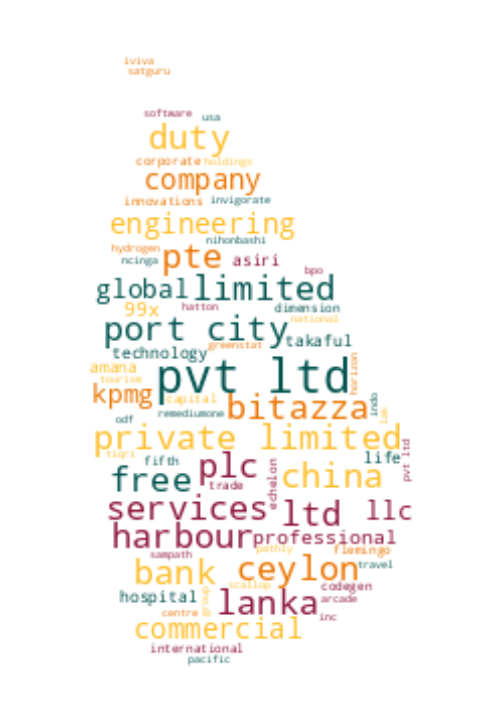 iviva
satguru
software
usa
duty
corporate holdings
company
innovations invigorate
engineering
nihonbashi
hydrogen
pte
ncinga
asiri
bpo
global limited
99x
hatton
dimension
national
port city
takaful
greenstat
technology
horizon
amana
pvt ltd
tourism
kpmg
capital
bitazza
indo
lak
remediumone
odf
private limited
tiqri
pvt ltd
fifth
plc
life
free
echelon
china
trade
services
ltd
llc
harbour
professional
sampath
pathly
flemingo
bank
ceylon
travel
scallop
codegen
hospital
group
lanka
arcade
centre
inc
commercial
international
pacific